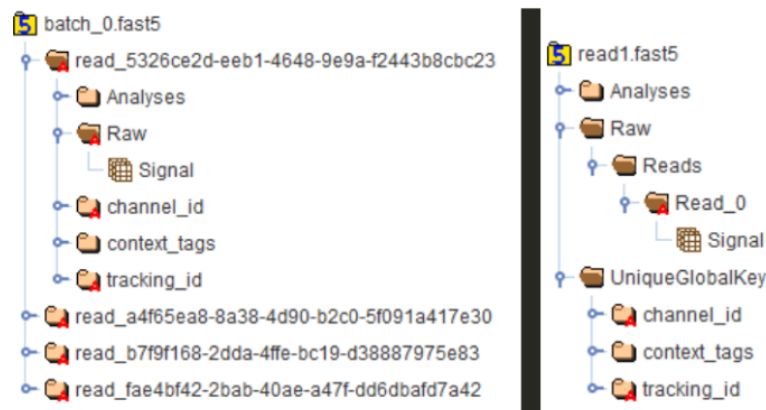 batch_0.fast5
read_5326ce2d-eeb1-4648-9e9a-f2443b8cbc23
Analyses
Raw
Signal
channel_id
context_tags
tracking_id
read_a4f65ea8-8a38-4d90-b2c0-5f091a417e30
read_b7f9f168-2dda-4ffe-bc19-d38887975e83
read_fae4bf42-2bab-40ae-a47f-dd6dbafd7a42
read1.fast5
Analyses
Raw
Reads
Read_0
Signal
UniqueGlobalKey
channel_id
context_tags
tracking_id